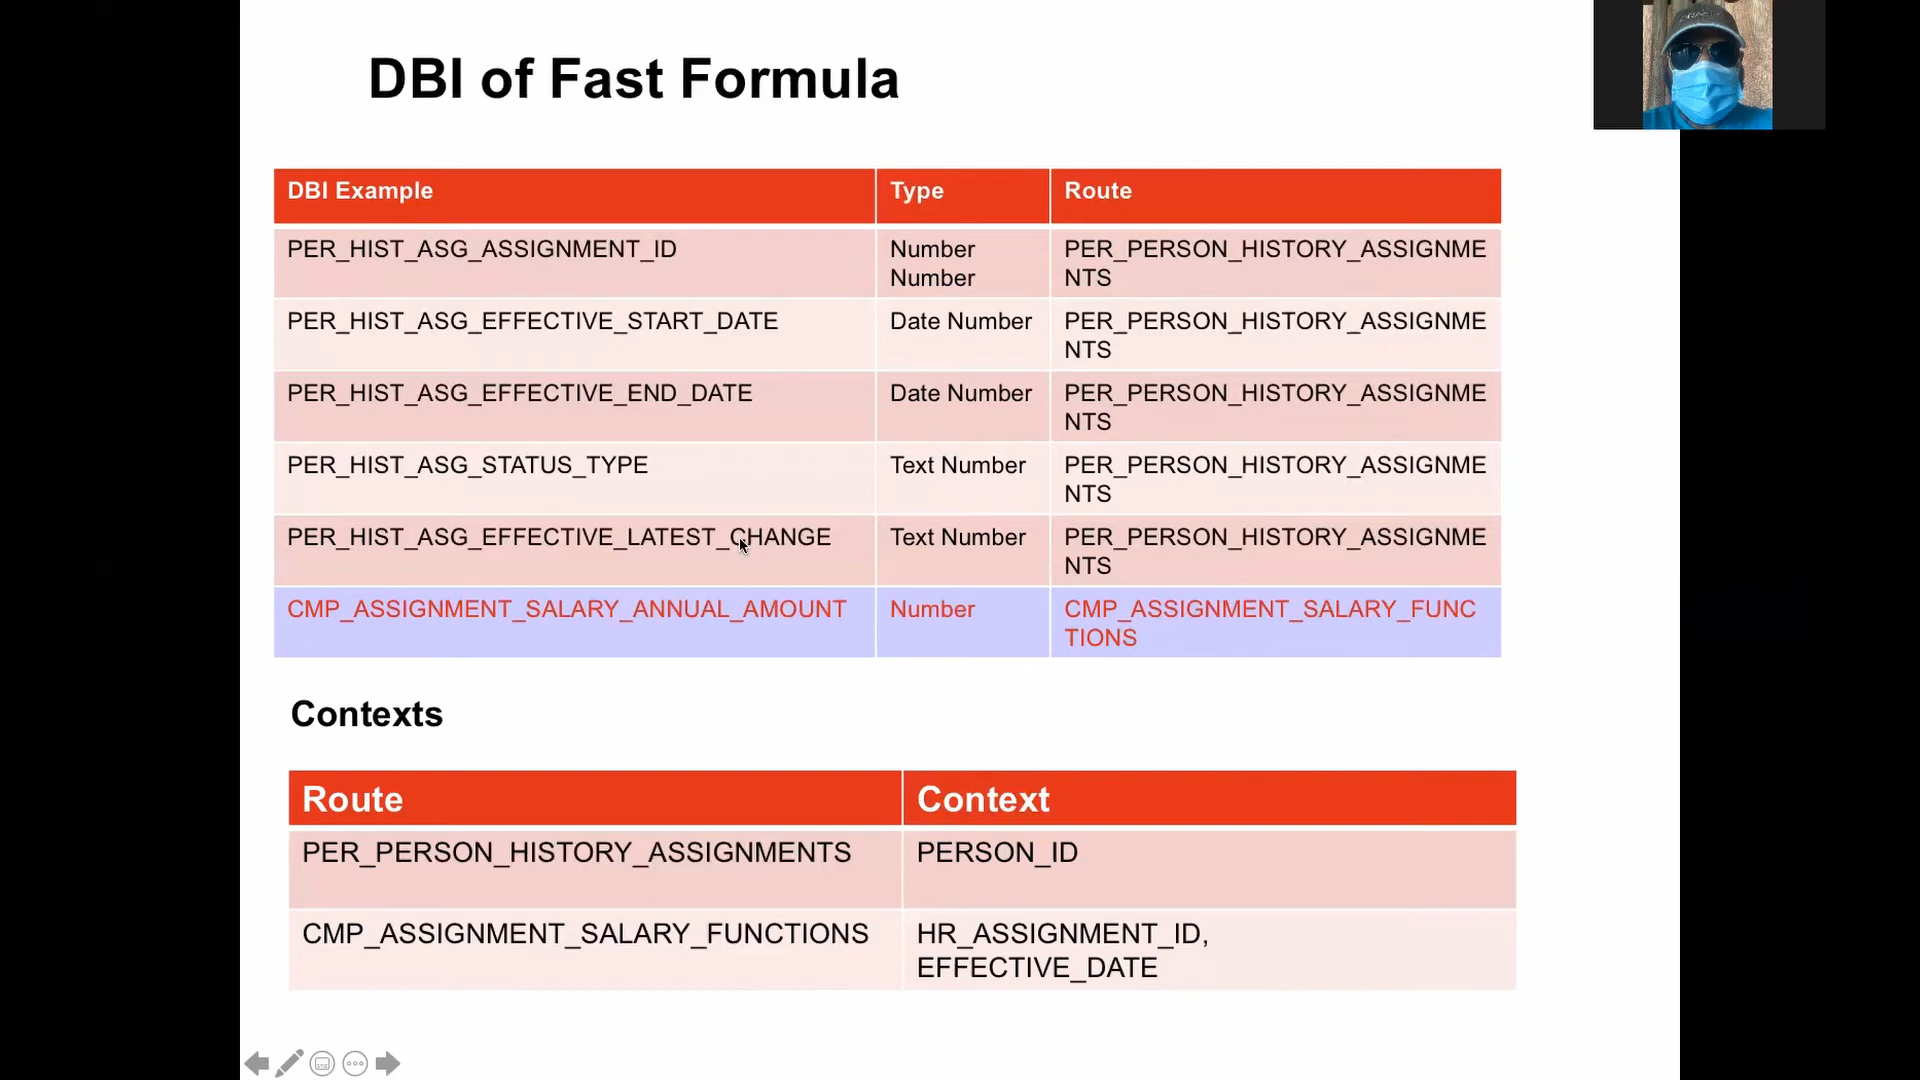 DBI of Fast Formula
DBI Example Type Route
PER_HIST_ASG_ASSIGNMENT_ID Number PER_PERSON_HISTORY_ASSIGNME
Number NTS
PER_HIST_ASG_EFFECTIVE_START_DATE Date Number PER_PERSON_HISTORY_ASSIGNME
NTS
PER_HIST_ASG_EFFECTIVE_END_DATE Date Number PER_PERSON_HISTORY_ASSIGNME
NTS
PER_HIST_ASG_STATUS_TYPE Text Number PER_PERSON_HISTORY_ASSIGNME
NTS
PER_HIST_ASG_EFFECTIVE_LATEST_CHANGE Text Number PER_PERSON_HISTORY_ASSIGNME
NTS
CMP_ASSIGNMENT_SALARY_ANNUAL_AMOUNT Number CMP_ASSIGNMENT_SALARY_FUNC
TIONS
Contexts
Route Context
PER_PERSON_HISTORY_ASSIGNMENTS PERSON_ID
CMP_ASSIGNMENT_SALARY_FUNCTIONS HR_ASSIGNMENT_ID,
EFFECTIVE_DATE